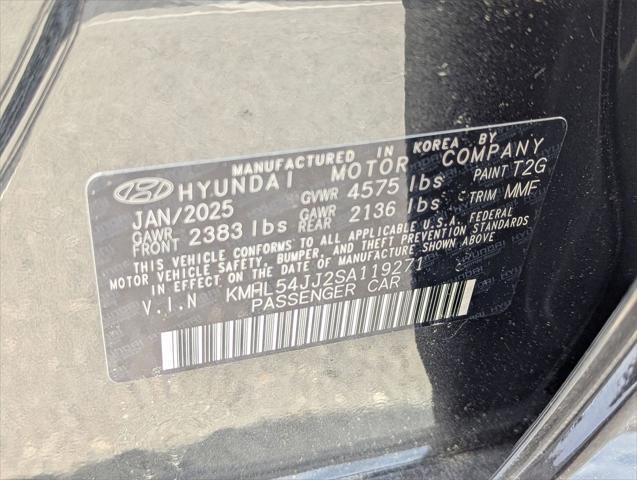 MANUFACTURED IN KOREA BY
HYUNDAI MOTOR COMPANY
JAN/2025 GVWR 4575 lbs PAINT T2G
GAWR FRONT 2383 lbs GAWR REAR 2136 lbs TRIM MMF
THIS VEHICLE CONFORMS TO ALL APPLICABLE U.S.A. FEDERAL
MOTOR VEHICLE SAFETY, BUMPER, AND THEFT PREVENTION STANDARDS
IN EFFECT ON THE DATE OF MANUFACTURE SHOWN ABOVE.
V.I.N KMHL54JJ2SA119271
PASSENGER CAR